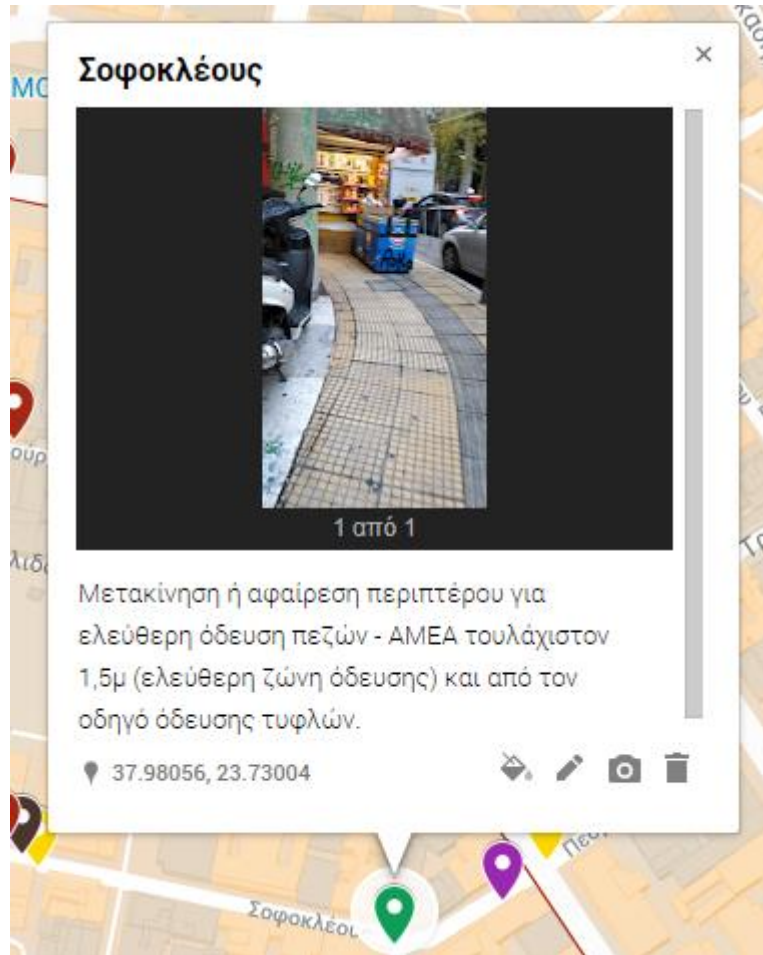 Σοφοκλέους
1 από 1
Μετακίνηση ή αφαίρεση περιπτέρου για
ελεύθερη όδευση πεζών - ΑΜΕΑ τουλάχιστον
1,5μ (ελεύθερη ζώνη όδευσης) και από τον
οδηγό όδευσης τυφλών.
37.98056, 23.73004
Σοφοκλέου